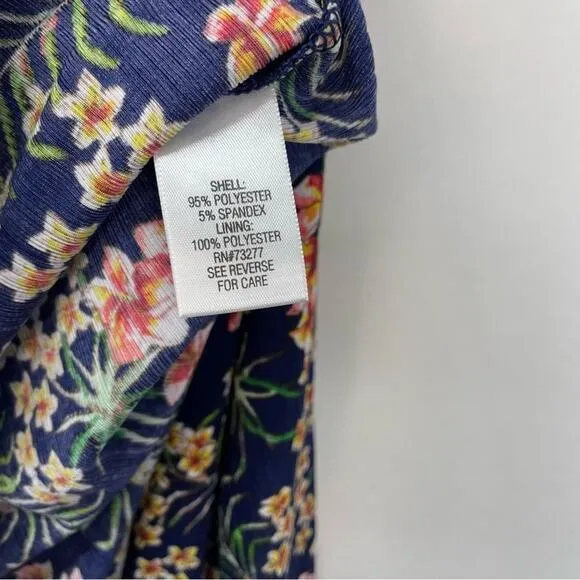 SHELL:
95% POLYESTER
5% SPANDEX
LINING:
100% POLYESTER
RN#73277
SEE REVERSE
FOR CARE